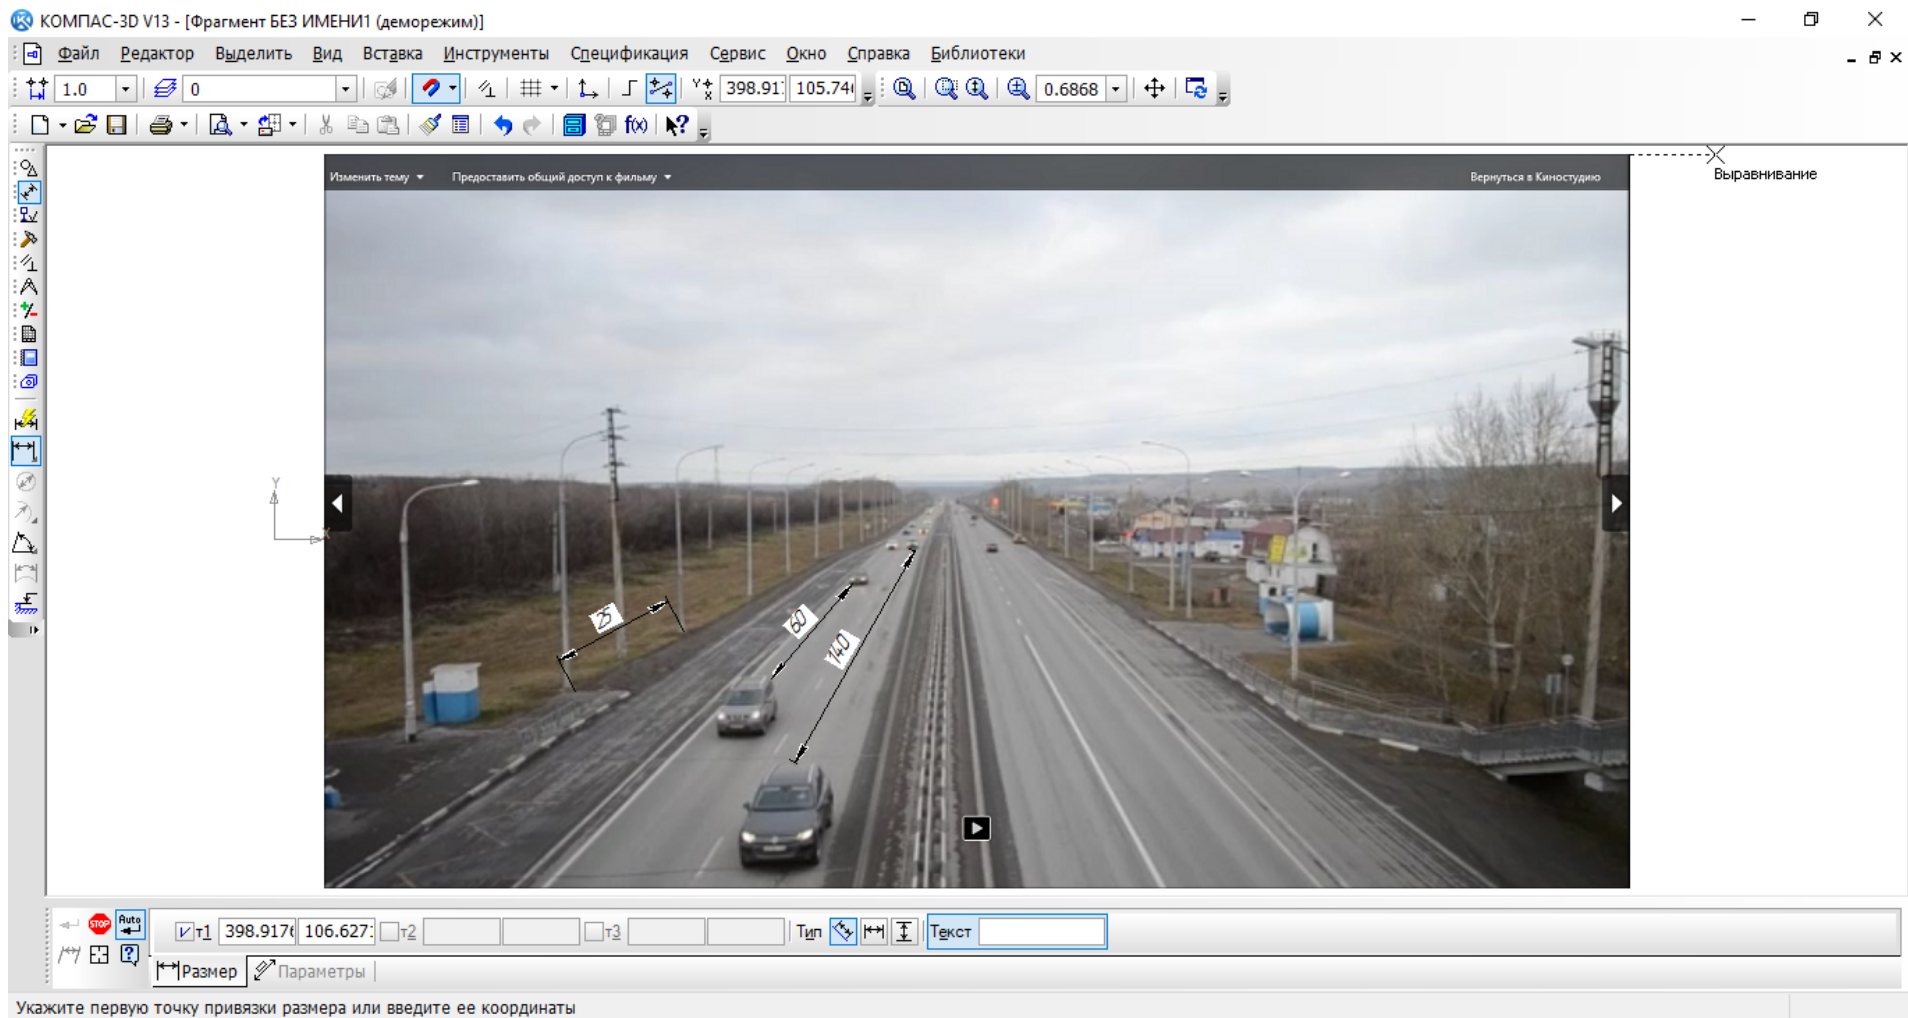 КОМПАС-3D V13 - [Фрагмент БЕЗ ИМЕНИ1 (деморежим)]
Файл Редактор Выделить Вид Вставка Инструменты Спецификация Сервис Окно Справка Библиотеки
1.0 0 398.91 105.74 0.6868
f(x)
Изменить тему Предоставить общий доступ к фильму Вернуться в Киностудию
Выравнивание
Y
X
25
60
140
STOP Auto
т1 398.917 106.627 т2 т3 Тип Текст
Размер Параметры
Укажите первую точку привязки размера или введите ее координаты